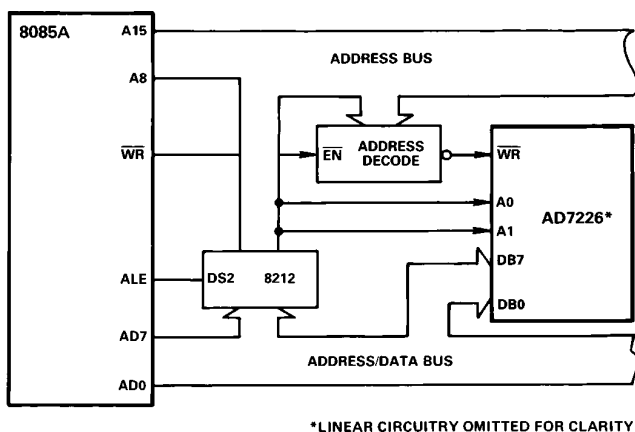 8085A
A15
A8
WR
ALE
AD7
AD0
ADDRESS BUS
EN
ADDRESS
DECODE
WR
A0
A1
DB7
DB0
AD7226*
DS2
8212
ADDRESS/DATA BUS
*LINEAR CIRCUITRY OMITTED FOR CLARITY